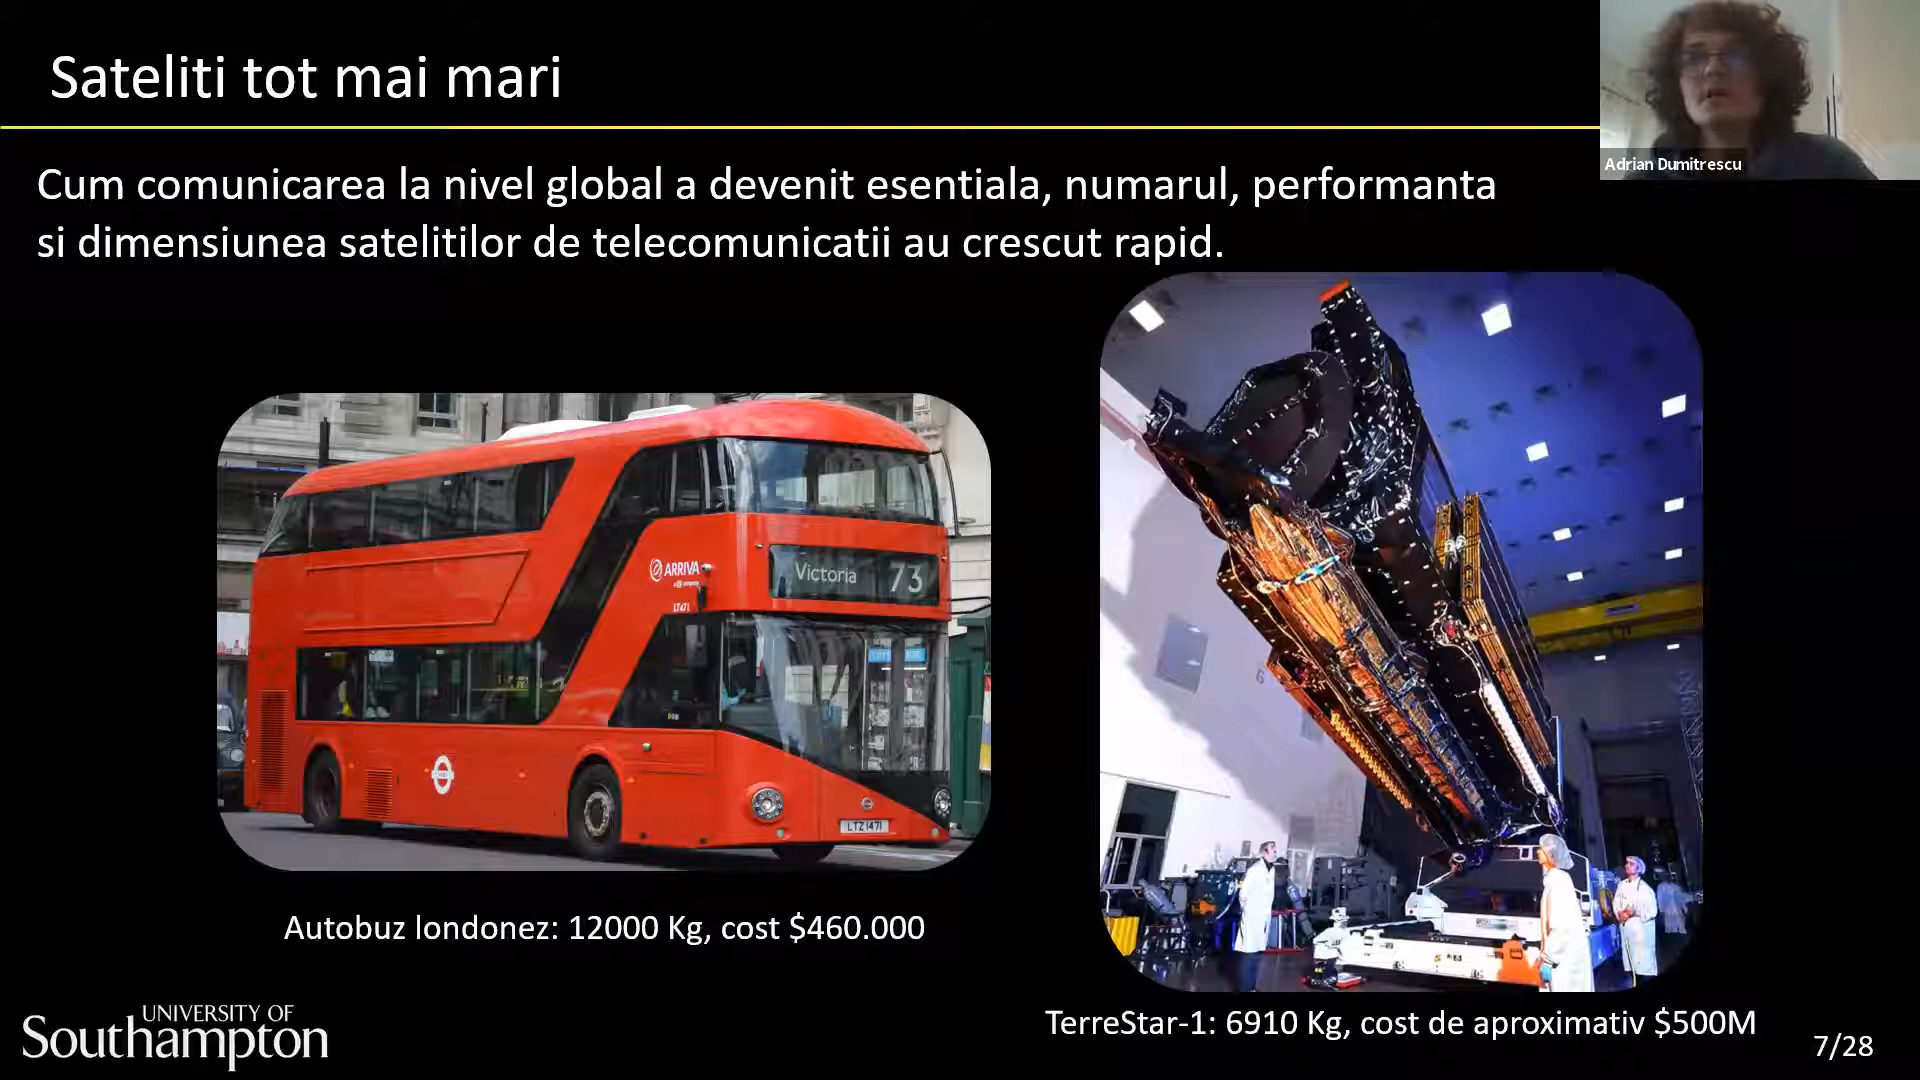 Sateliti tot mai mari
Adrian Dumitrescu
Cum comunicarea la nivel global a devenit esentiala, numarul, performanta
si dimensiunea satelitilor de telecomunicatii au crescut rapid.
ARRIVA
Victoria 73
LT471
LTZ 1471
Autobuz londonez: 12000 Kg, cost $460.000
TerreStar-1: 6910 Kg, cost de aproximativ $500M
UNIVERSITY OF
Southampton
7/28